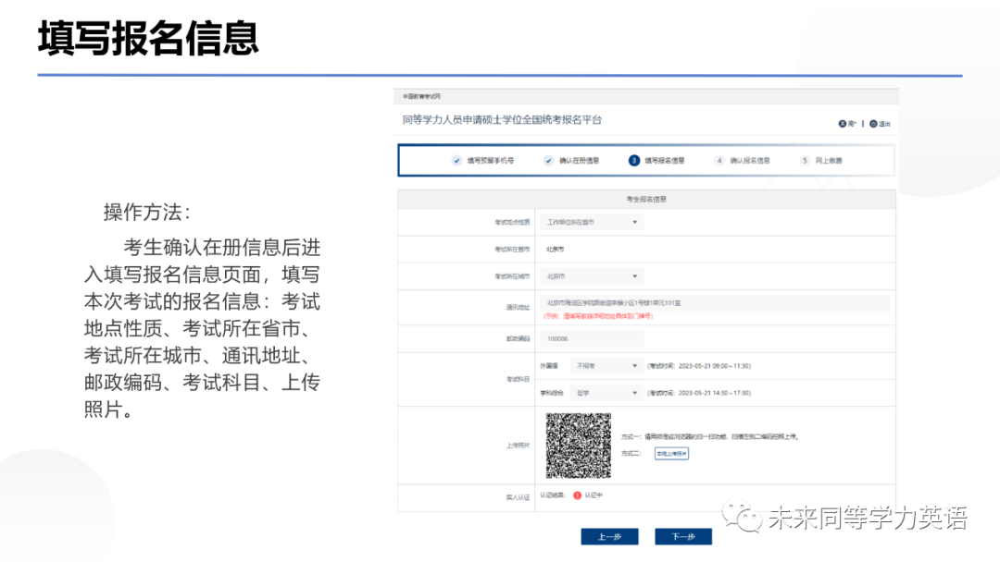 填写报名信息
操作方法：
考生确认在册信息后进
入填写报名信息页面，填写
本次考试的报名信息：考试
地点性质、考试所在省市、
考试所在城市、通讯地址、
邮政编码、考试科目、上传
照片。
中国教育考试网
同等学力人员申请硕士学位全国统考报名平台
高* | 退出
填写预留手机号 确认在册信息 3 填写报名信息 4 确认报名信息 5 网上缴费
考生报名信息
考试地点性质 工作单位所在省市
考试所在省市 北京市
考试所在城市 北京市
通讯地址 北京市海淀区学院路街道幸福小区1号楼1单元101室
(示例：请填写家庭详细地址具体到门牌号)
邮政编码 100086
考试科目
外国语 不报考 (考试时间：2023-05-21 09:00～11:30)
学科综合 哲学 (考试时间：2023-05-21 14:30～17:30)
上传照片
方式一：请用微信或浏览器的扫一扫功能，扫描左侧二维码拍照上传。
方式二： 本地上传照片
实人认证 认证结果： 认证中
上一步 下一步
未来同等学力英语